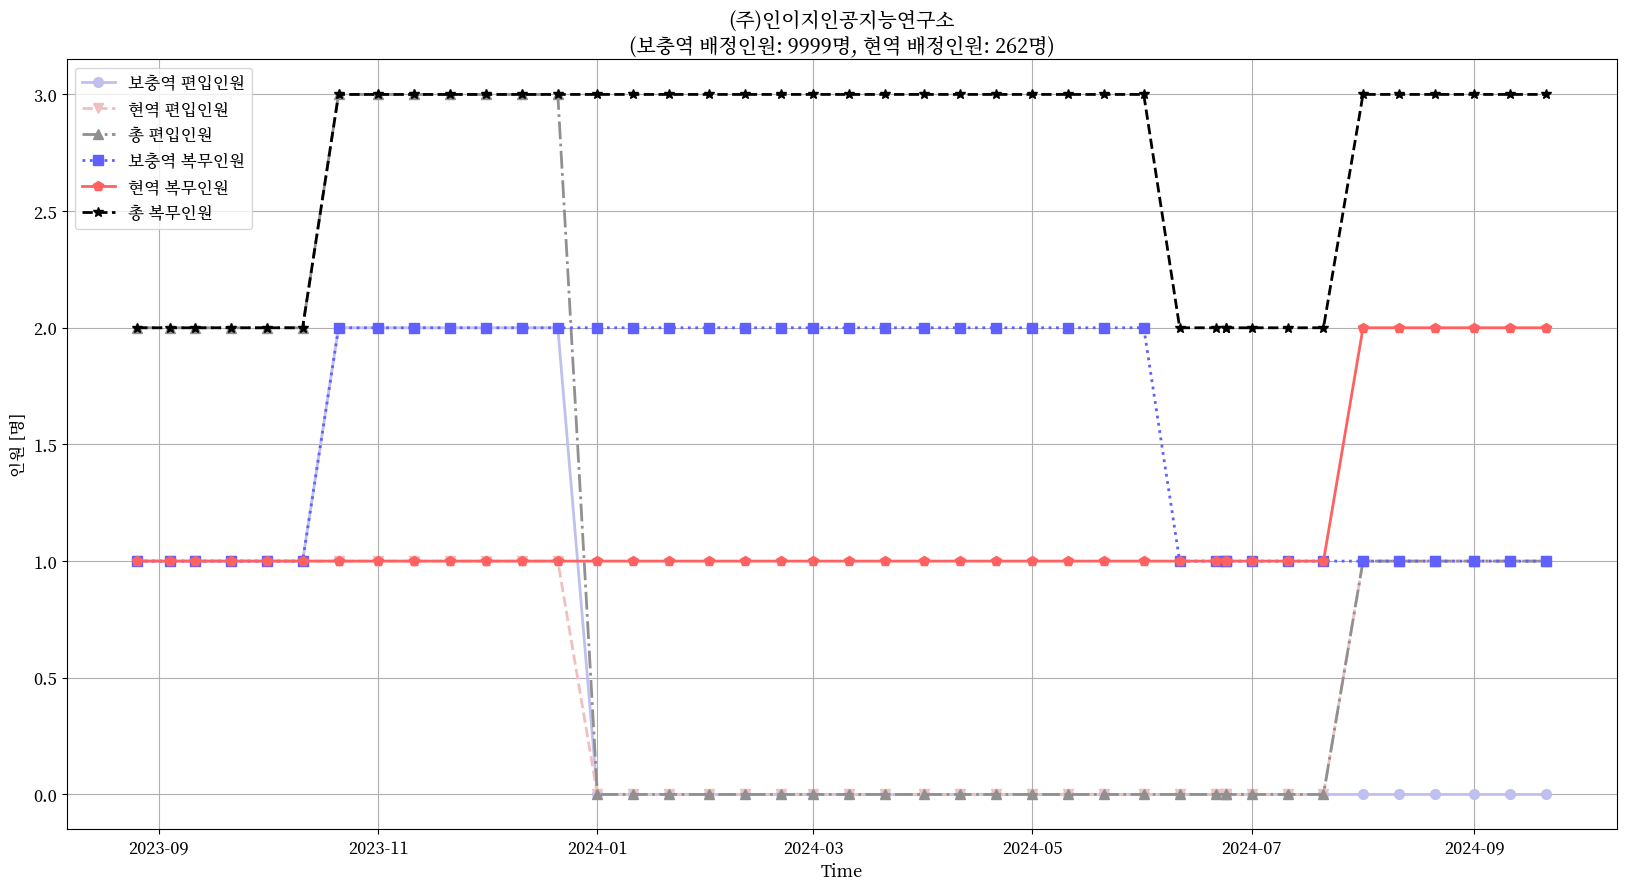 (주)인이지인공지능연구소
(보충역 배정인원: 9999명, 현역 배정인원: 262명)
보충역 편입인원
현역 편입인원
총 편입인원
보충역 복무인원
현역 복무인원
총 복무인원
인원 [명]
3.0
2.5
2.0
1.5
1.0
0.5
0.0
2023-09
2023-11
2024-01
2024-03
2024-05
2024-07
2024-09
Time